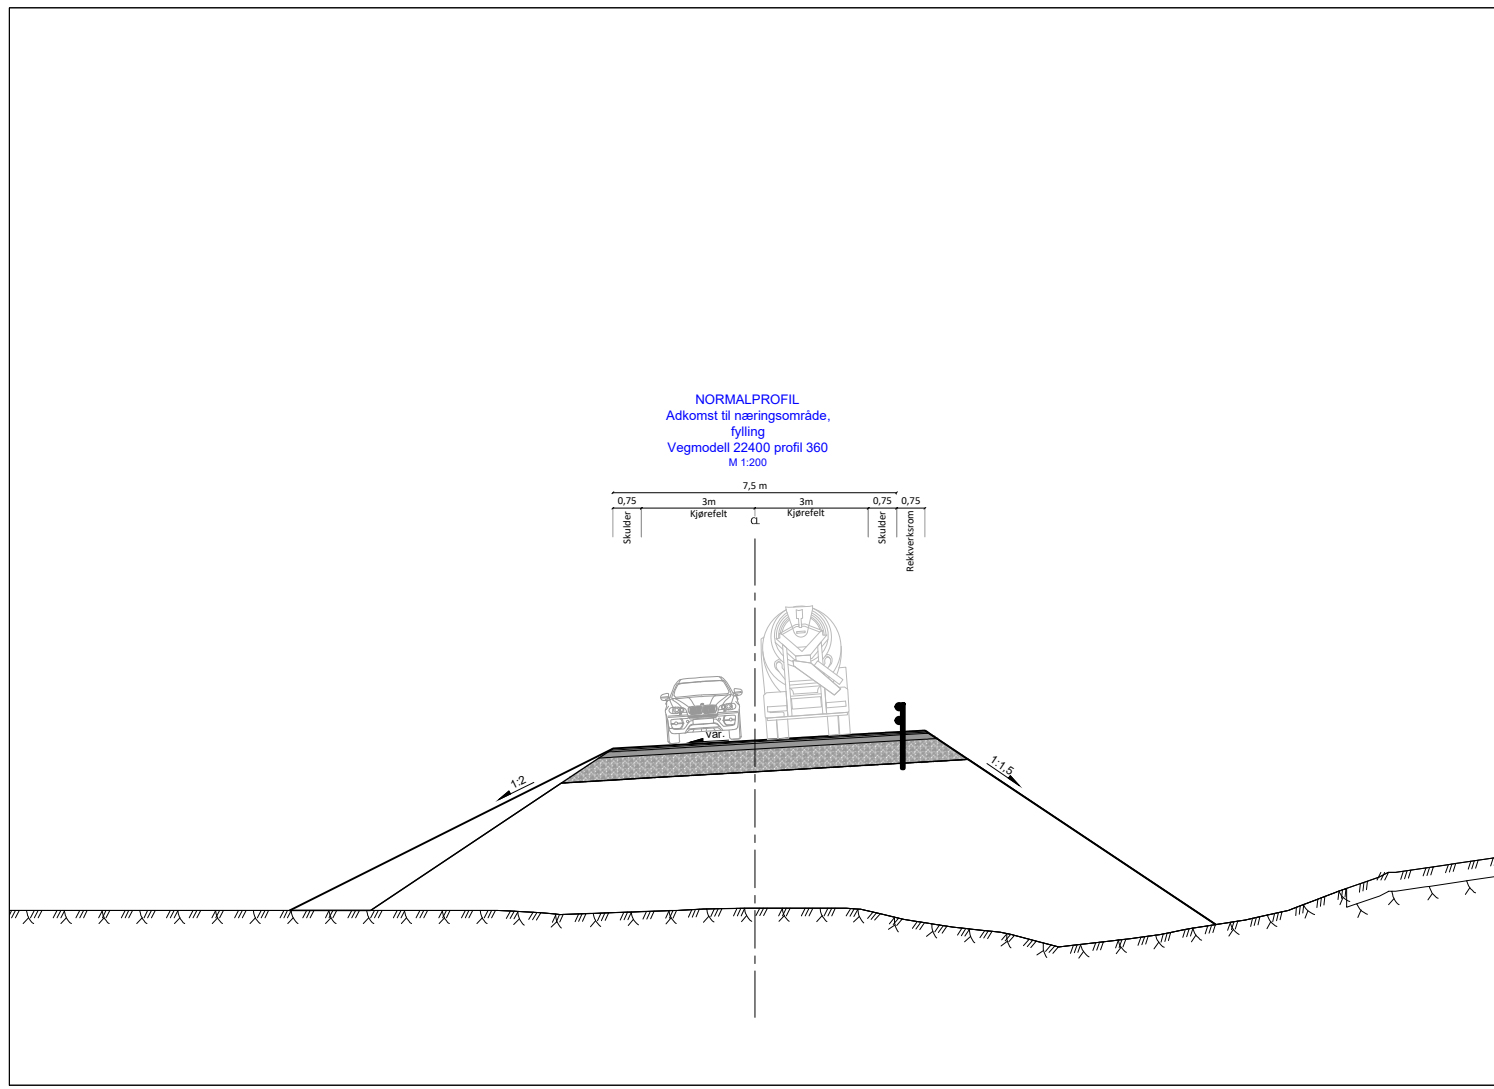 NORMALPROFIL
Adkomst til næringsområde,
fylling
Vegmodell 22400 profil 360
M 1:200
7,5 m
0,75
3m
3m
0,75
0,75
Skulder
Kjørefelt
CL
Kjørefelt
Skulder
Rekkverksrom
var.
1:2
1:1,5